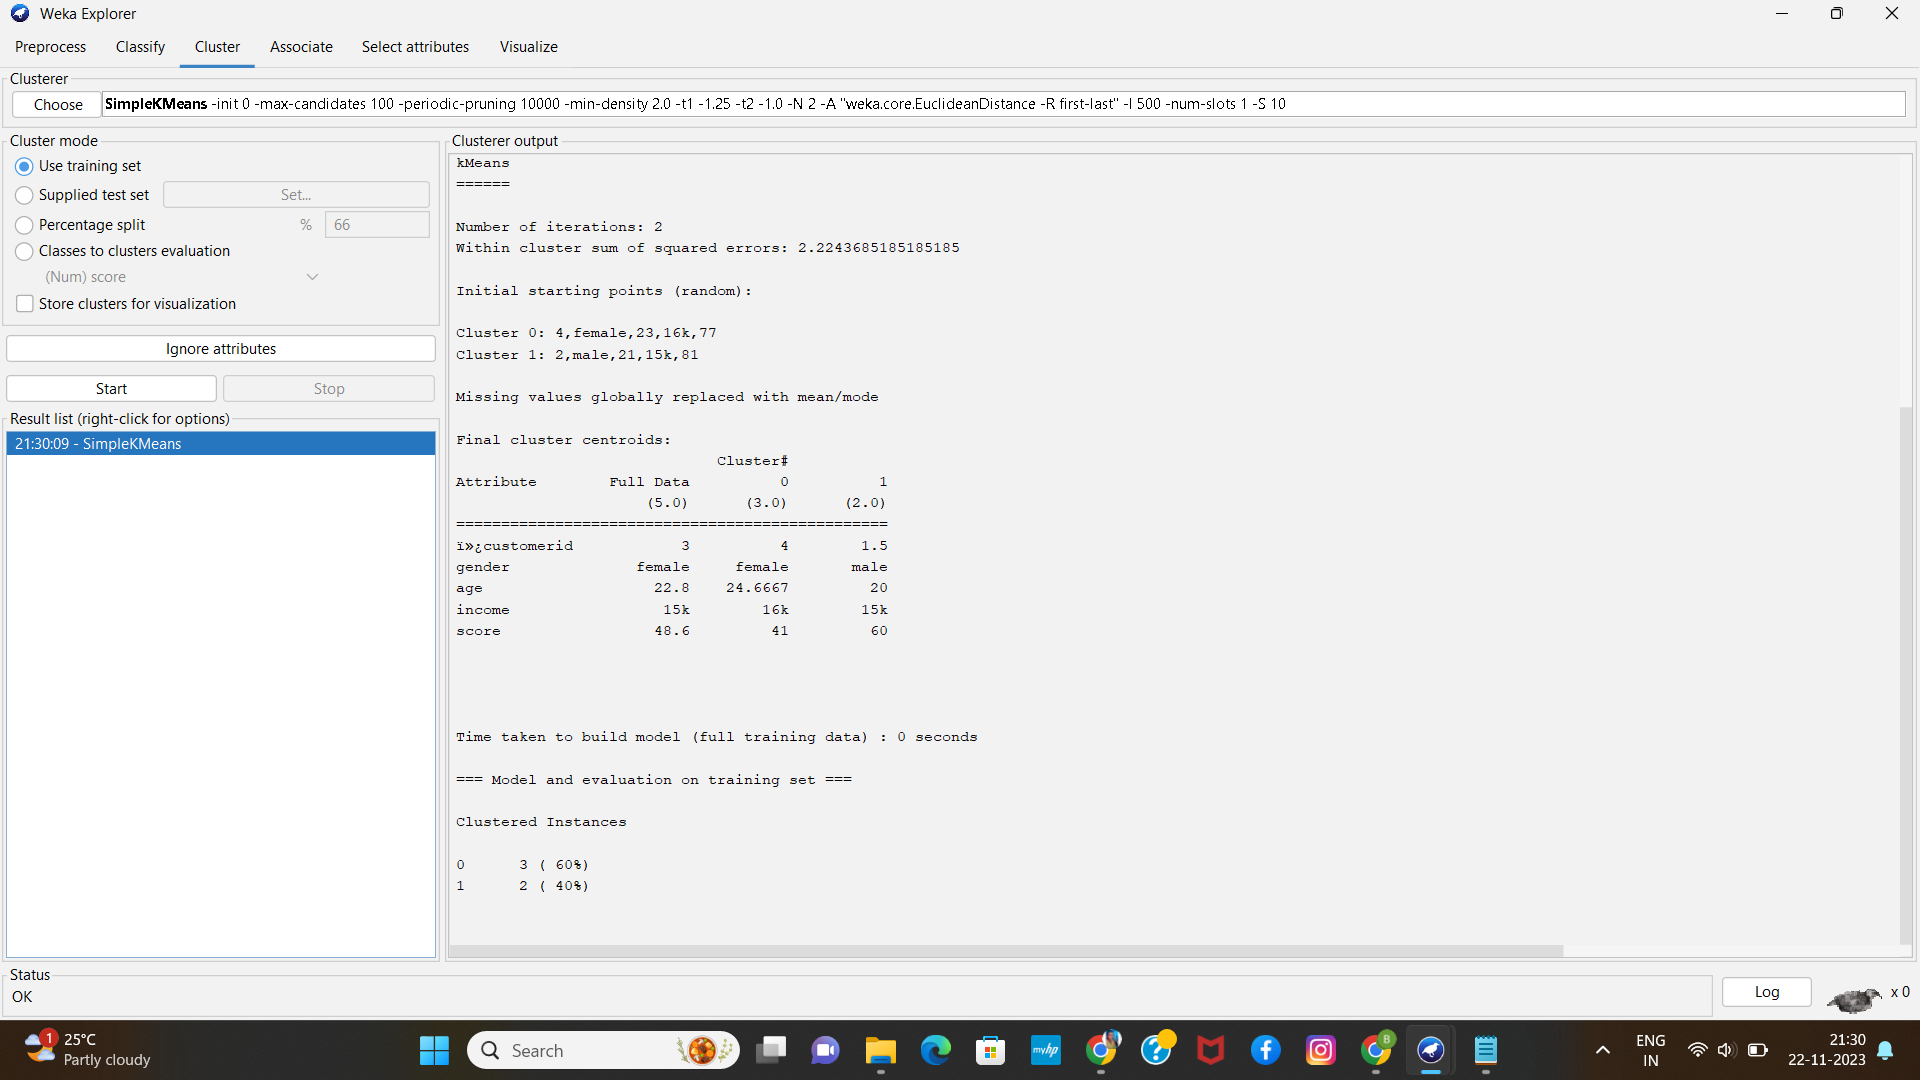 Weka Explorer
Preprocess Classify Cluster Associate Select attributes Visualize
Clusterer
Choose SimpleKMeans -init 0 -max-candidates 100 -periodic-pruning 10000 -min-density 2.0 -t1 -1.25 -t2 -1.0 -N 2 -A "weka.core.EuclideanDistance -R first-last" -I 500 -num-slots 1 -S 10
Cluster mode
Use training set
Supplied test set Set...
Percentage split % 66
Classes to clusters evaluation
(Num) score
Store clusters for visualization
Ignore attributes
Start Stop
Result list (right-click for options)
21:30:09 - SimpleKMeans
Clusterer output
kMeans
======
Number of iterations: 2
Within cluster sum of squared errors: 2.2243685185185185
Initial starting points (random):
Cluster 0: 4,female,23,16k,77
Cluster 1: 2,male,21,15k,81
Missing values globally replaced with mean/mode
Final cluster centroids:
Cluster#
Attribute Full Data 0 1
(5.0) (3.0) (2.0)
================================================
ï»¿customerid 3 4 1.5
gender female female male
age 22.8 24.6667 20
income 15k 16k 15k
score 48.6 41 60
Time taken to build model (full training data) : 0 seconds
=== Model and evaluation on training set ===
Clustered Instances
0 3 ( 60%)
1 2 ( 40%)
Status
OK
Log x 0
1 25°C
Partly cloudy
Search
myhp
B
ENG
IN
21:30
22-11-2023